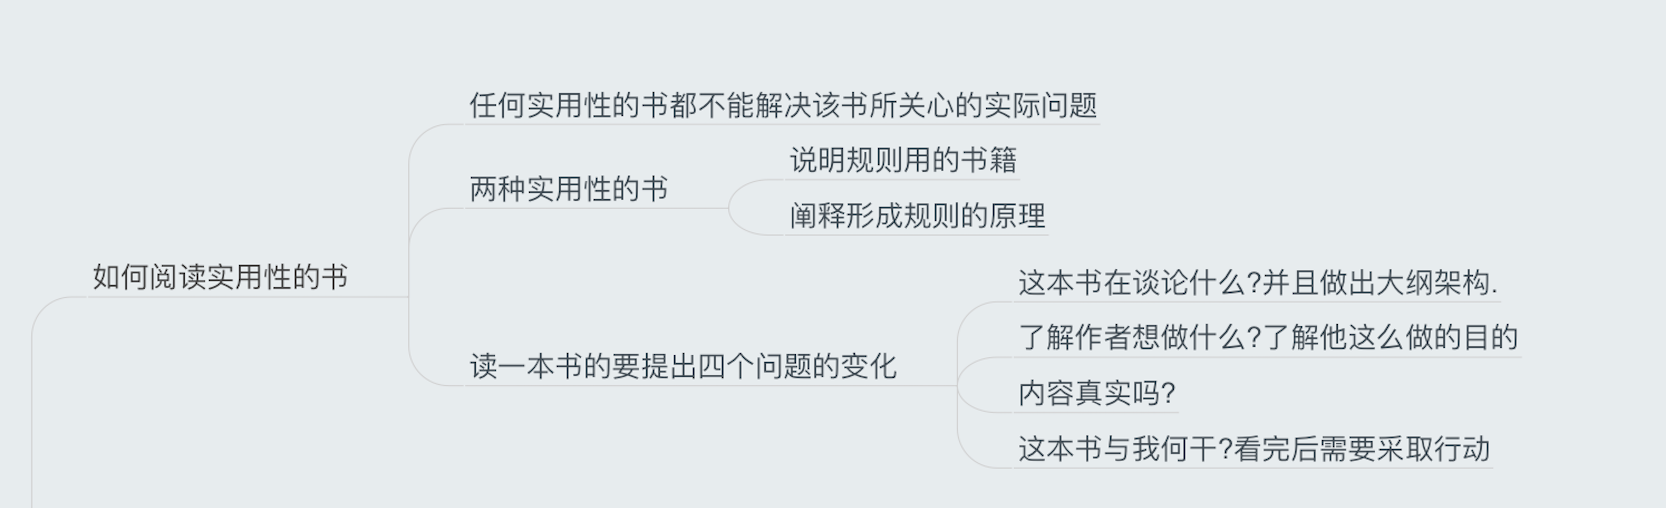 任何实用性的书都不能解决该书所关心的实际问题
说明规则用的书籍
两种实用性的书
阐释形成规则的原理
如何阅读实用性的书
这本书在谈论什么?并且做出大纲架构.
了解作者想做什么?了解他这么做的目的
读一本书的要提出四个问题的变化
内容真实吗?
这本书与我何干?看完后需要采取行动